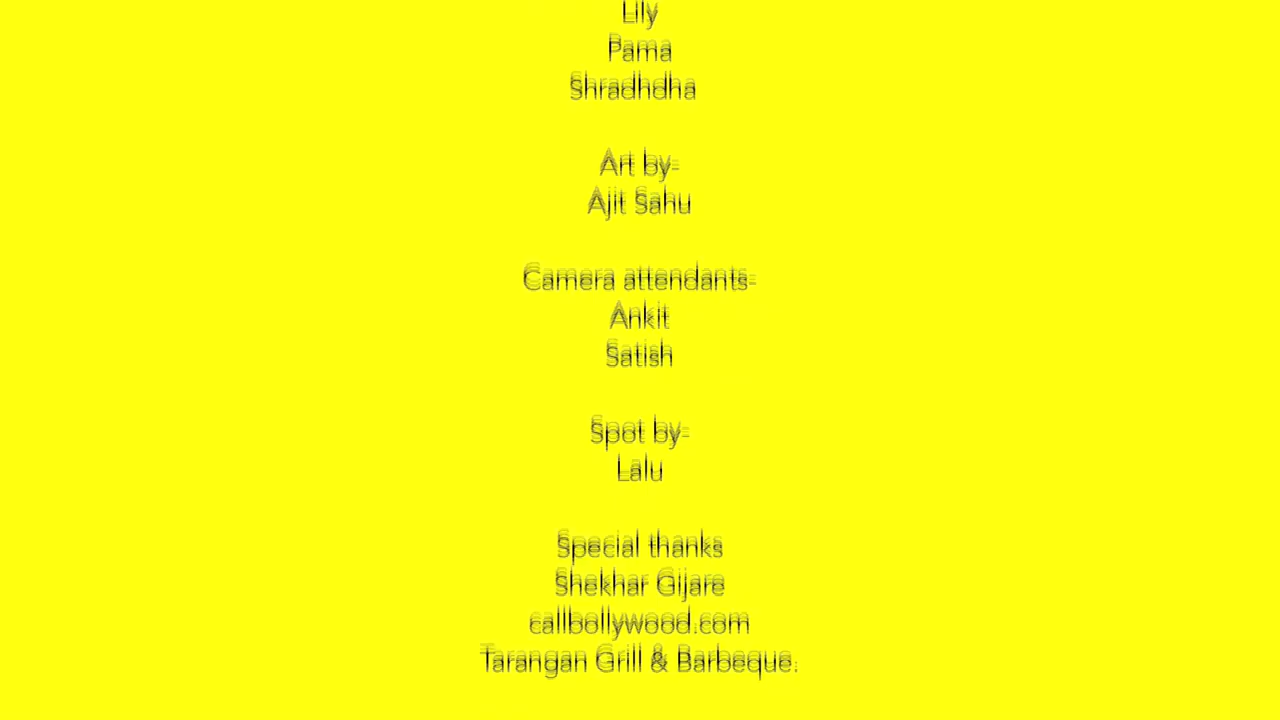 Lily
Pama
Shradhdha
Art by-
Ajit Sahu
Camera attendants-
Ankit
Satish
Spot by-
Lalu
Special thanks
Shekhar Gijare
callbollywood.com
Tarangan Grill & Barbeque.